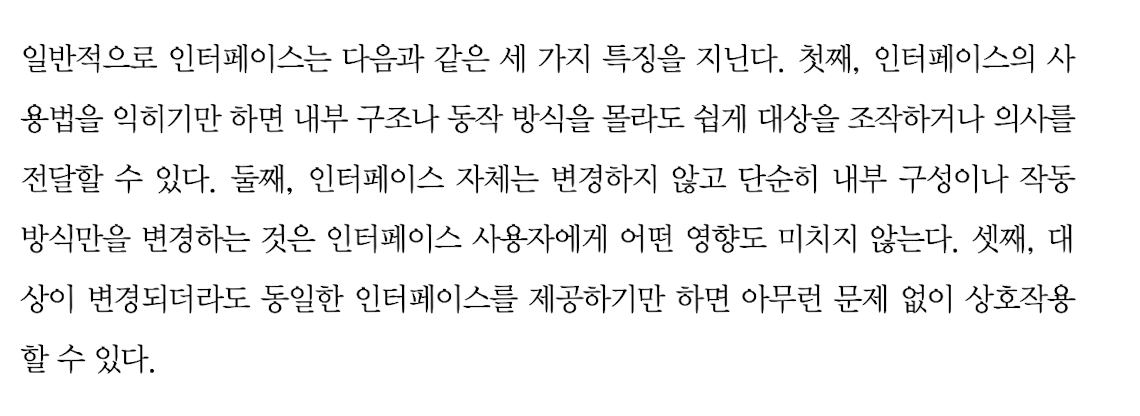 일반적으로 인터페이스는 다음과 같은 세 가지 특징을 지닌다. 첫째, 인터페이스의 사
용법을 익히기만 하면 내부 구조나 동작 방식을 몰라도 쉽게 대상을 조작하거나 의사를
전달할 수 있다. 둘째, 인터페이스 자체는 변경하지 않고 단순히 내부 구성이나 작동
방식만을 변경하는 것은 인터페이스 사용자에게 어떤 영향도 미치지 않는다. 셋째, 대
상이 변경되더라도 동일한 인터페이스를 제공하기만 하면 아무런 문제 없이 상호작용
할 수 있다.